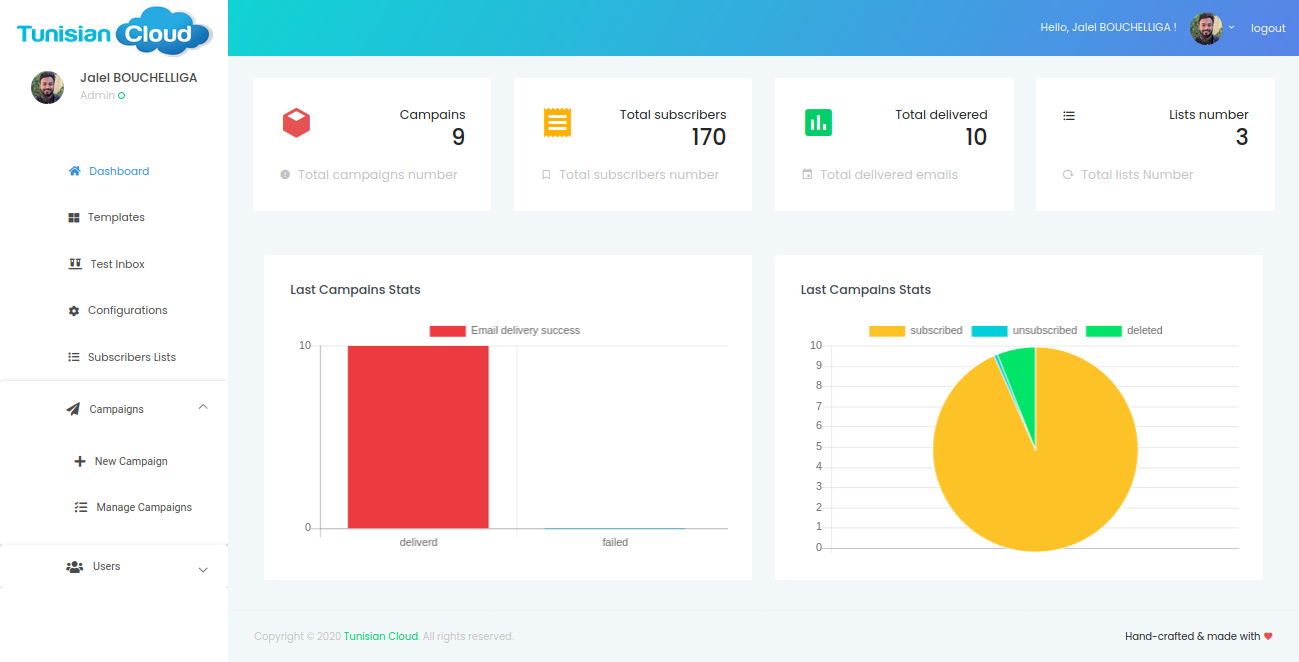 Tunisian Cloud
Hello, Jalel BOUCHELLIGA !
logout
Jalel BOUCHELLIGA
Admin
Dashboard
Templates
Test Inbox
Configurations
Subscribers Lists
Campaigns
New Campaign
Manage Campaigns
Users
Campains
9
Total campaigns number
Total subscribers
170
Total subscribers number
Total delivered
10
Total delivered emails
Lists number
3
Total lists Number
Last Campains Stats
Email delivery success
10
0
deliverd
failed
Last Campains Stats
subscribed
unsubscribed
deleted
10
9
8
7
6
5
4
3
2
1
0
Copyright © 2020 Tunisian Cloud. All rights reserved.
Hand-crafted & made with